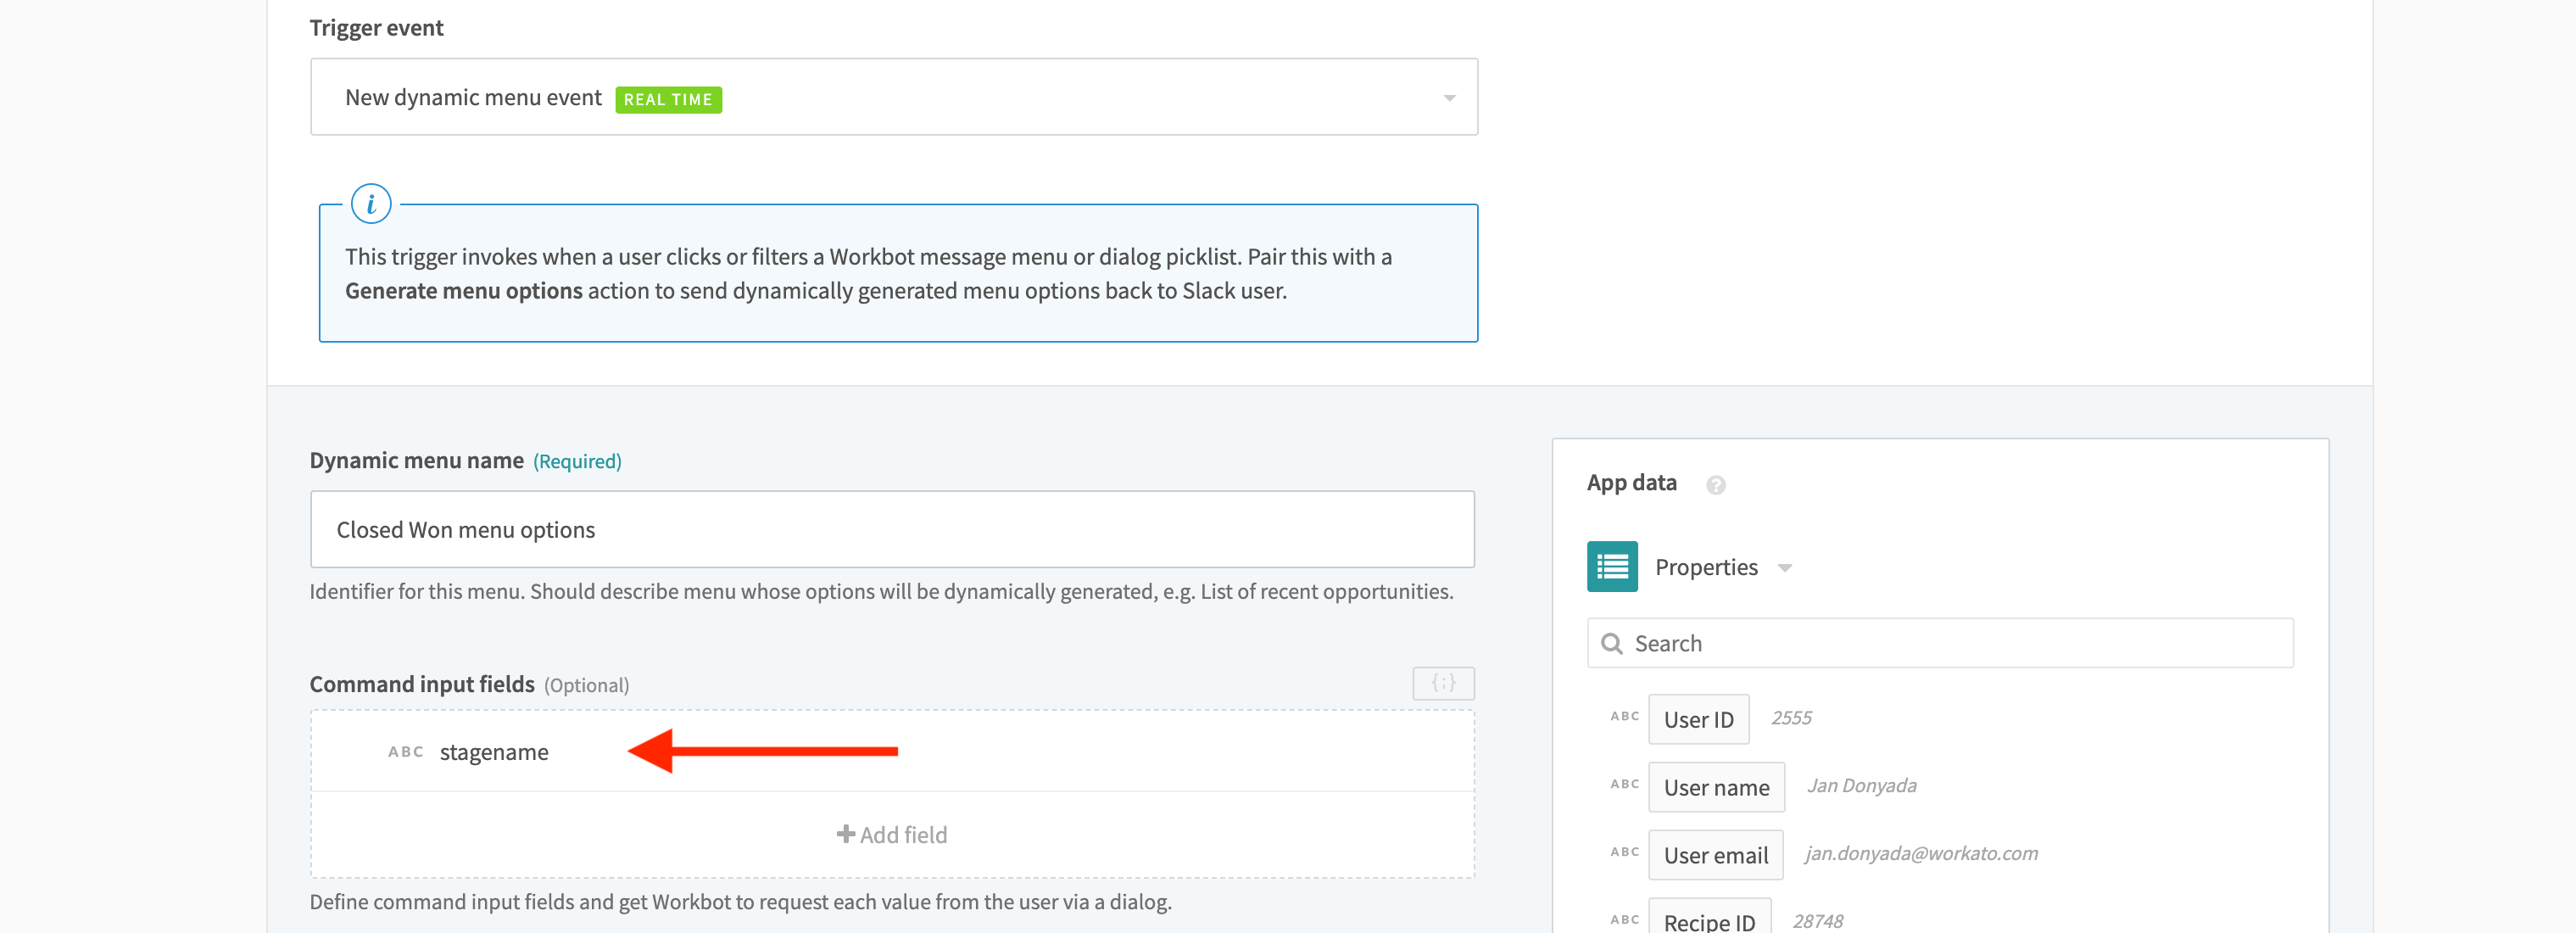 Trigger event
New dynamic menu event REAL TIME
i
This trigger invokes when a user clicks or filters a Workbot message menu or dialog picklist. Pair this with a
Generate menu options action to send dynamically generated menu options back to Slack user.
Dynamic menu name (Required)
Closed Won menu options
Identifier for this menu. Should describe menu whose options will be dynamically generated, e.g. List of recent opportunities.
Command input fields (Optional)
{;}
ABC stagename
Add field
Define command input fields and get Workbot to request each value from the user via a dialog.
App data ?
Properties
Search
ABC User ID 2555
ABC User name Jan Donyada
ABC User email jan.donyada@workato.com
ABC Recipe ID 28748